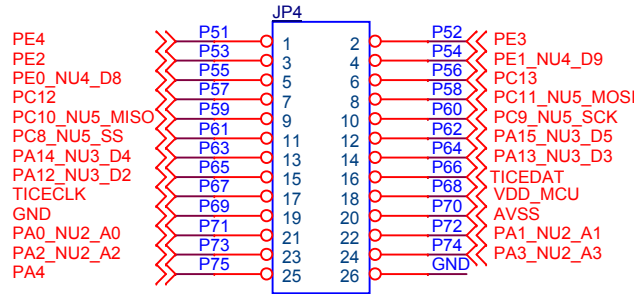 JP4
PE4 P51 1 2 P52 PE3
PE2 P53 3 4 P54 PE1_NU4_D9
PE0_NU4_D8 P55 5 6 P56 PC13
PC12 P57 7 8 P58 PC11_NU5_MOSI
PC10_NU5_MISO P59 9 10 P60 PC9_NU5_SCK
PC8_NU5_SS P61 11 12 P62 PA15_NU3_D5
PA14_NU3_D4 P63 13 14 P64 PA13_NU3_D3
PA12_NU3_D2 P65 15 16 P66 TICEDAT
TICECLK P67 17 18 P68 VDD_MCU
GND P69 19 20 P70 AVSS
PA0_NU2_A0 P71 21 22 P72 PA1_NU2_A1
PA2_NU2_A2 P73 23 24 P74 PA3_NU2_A3
PA4 P75 25 26 GND